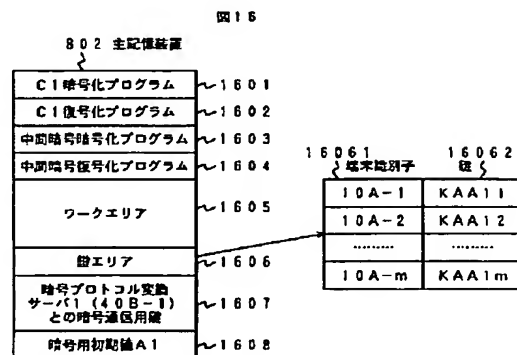 図16
802 主記憶装置
C1暗号化プログラム 1601
C1復号化プログラム 1602
中間暗号暗号化プログラム 1603
中間暗号復号化プログラム 1604
ワークエリア 1605
鍵エリア 1606
暗号プロトコル変換
サーバ1(40B-1)
との暗号通信用鍵 1607
暗号用初期値A1 1608
16061 16062
端末識別子 鍵
10A-1 KAA11
10A-2 KAA12
……… ………
10A-m KAA1m